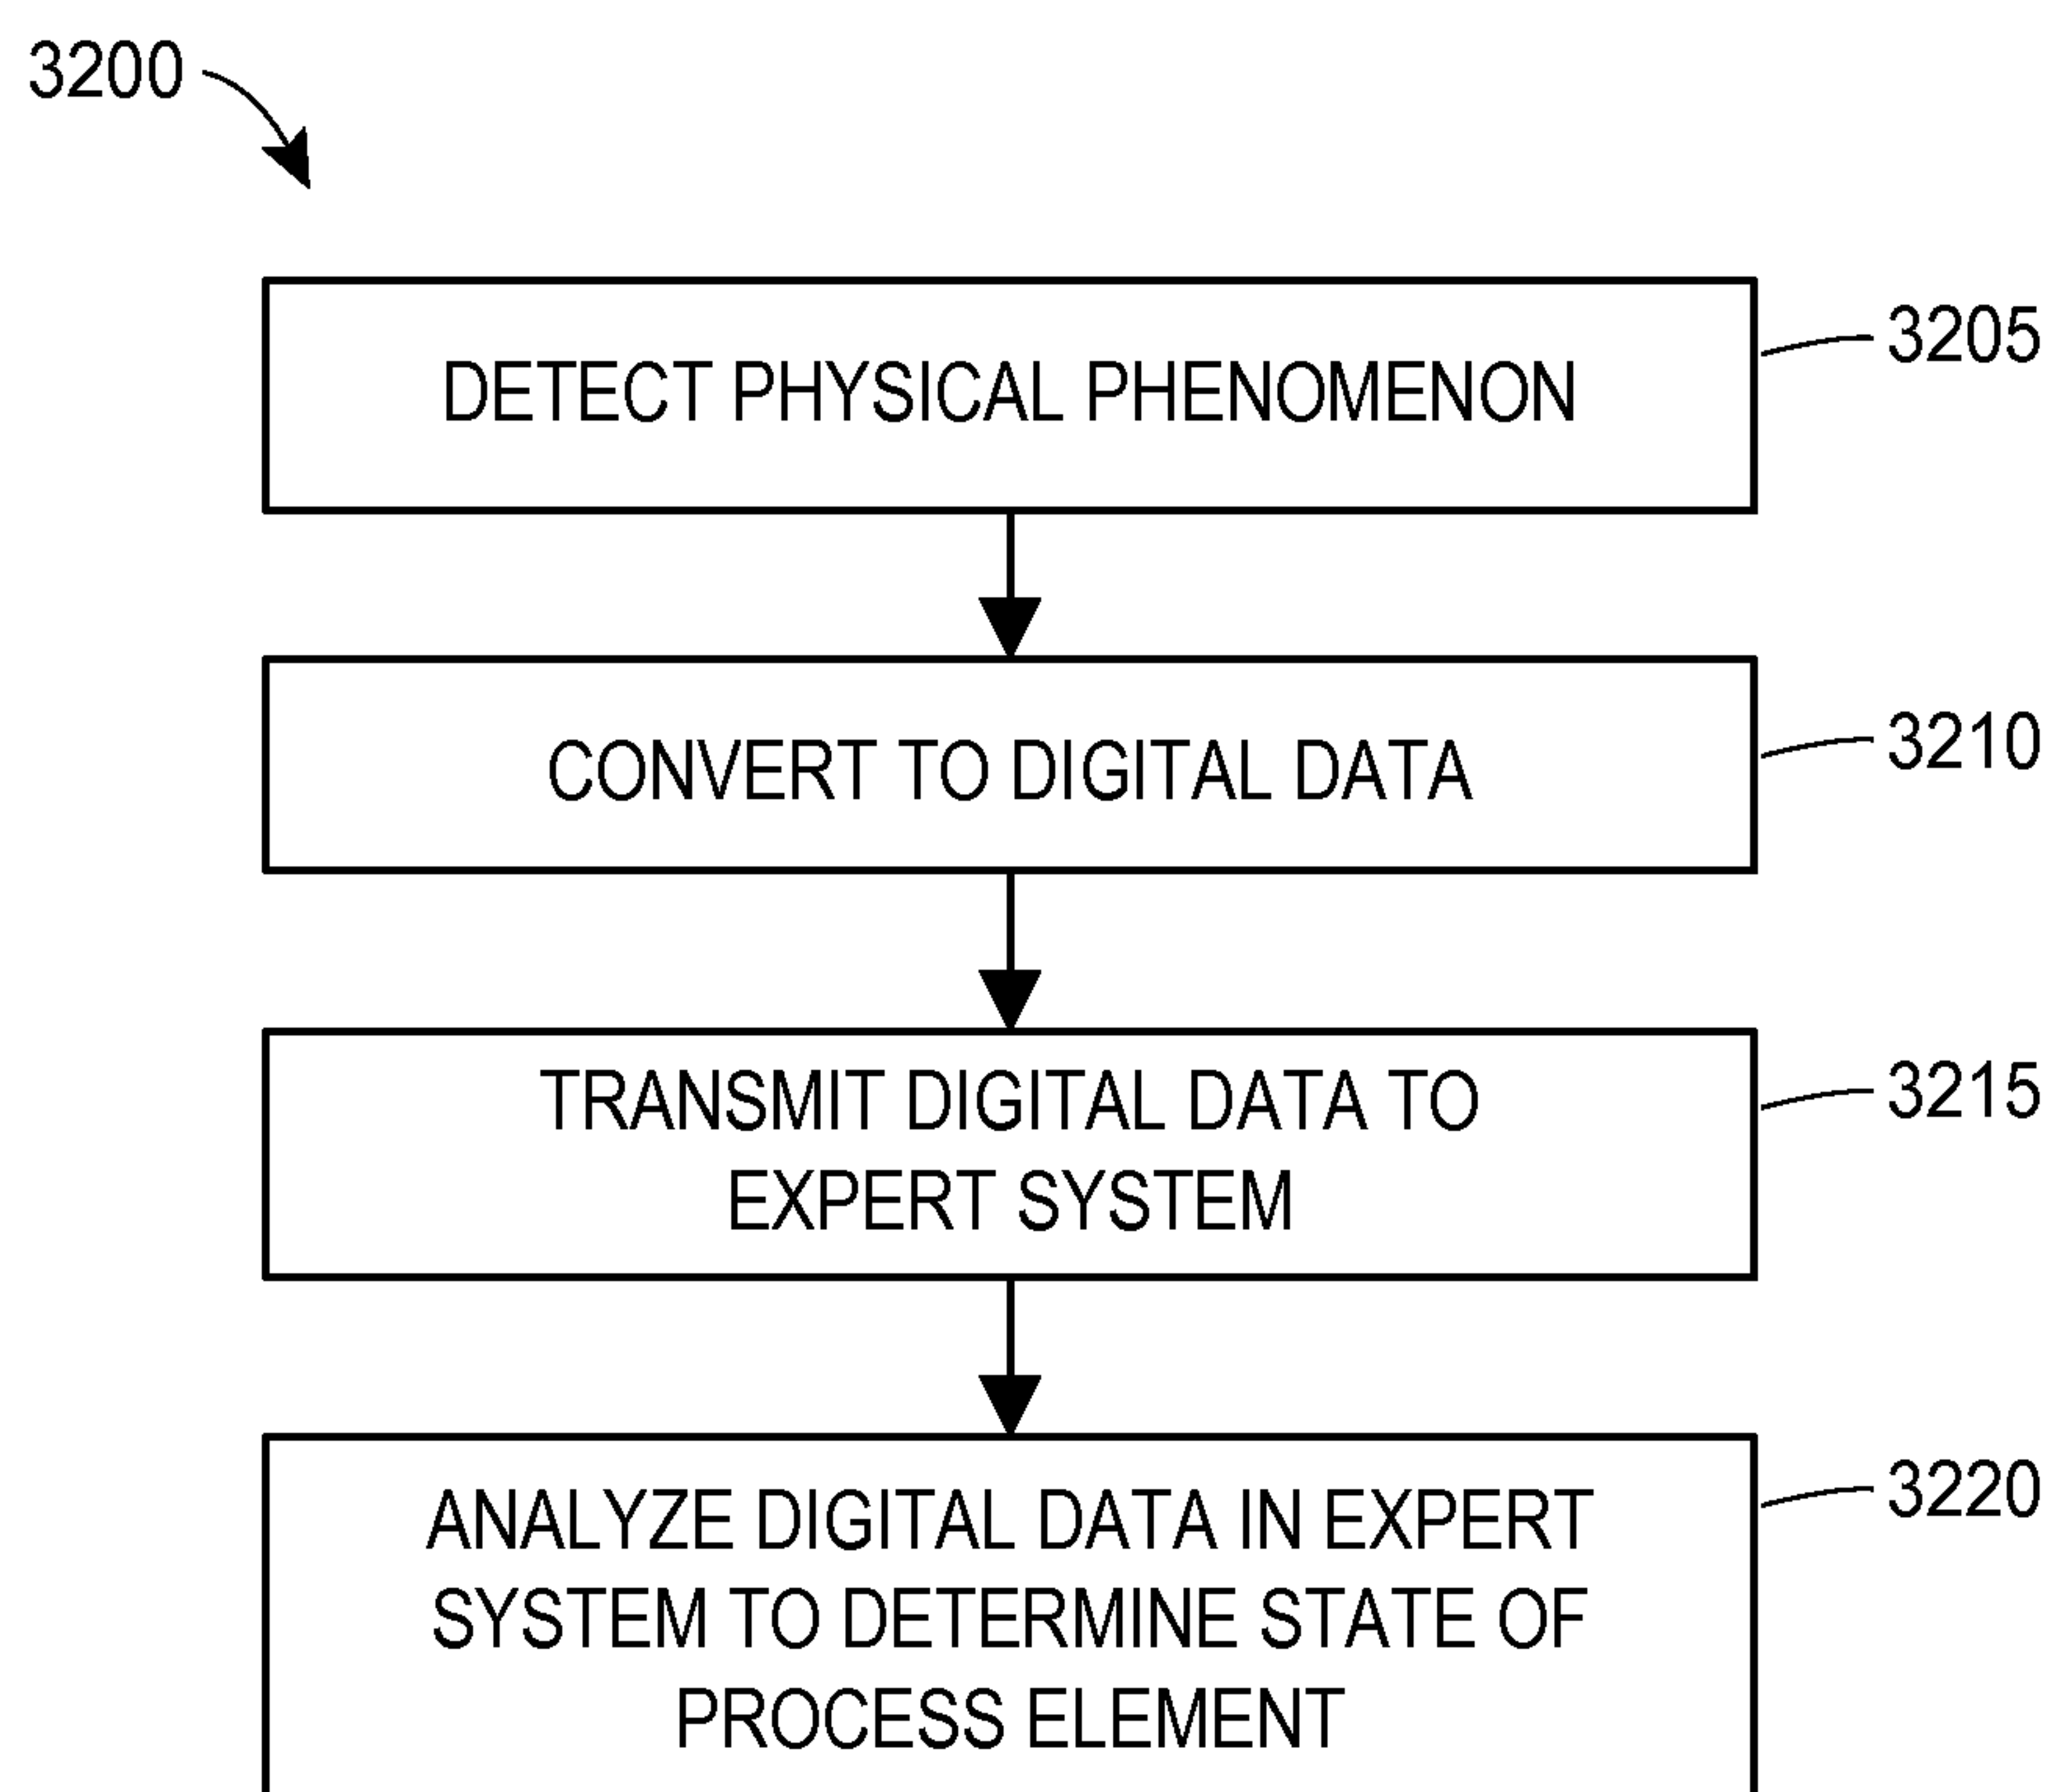 3200
DETECT PHYSICAL PHENOMENON
3205
CONVERT TO DIGITAL DATA
3210
TRANSMIT DIGITAL DATA TO
EXPERT SYSTEM
3215
ANALYZE DIGITAL DATA IN EXPERT
SYSTEM TO DETERMINE STATE OF
PROCESS ELEMENT
3220